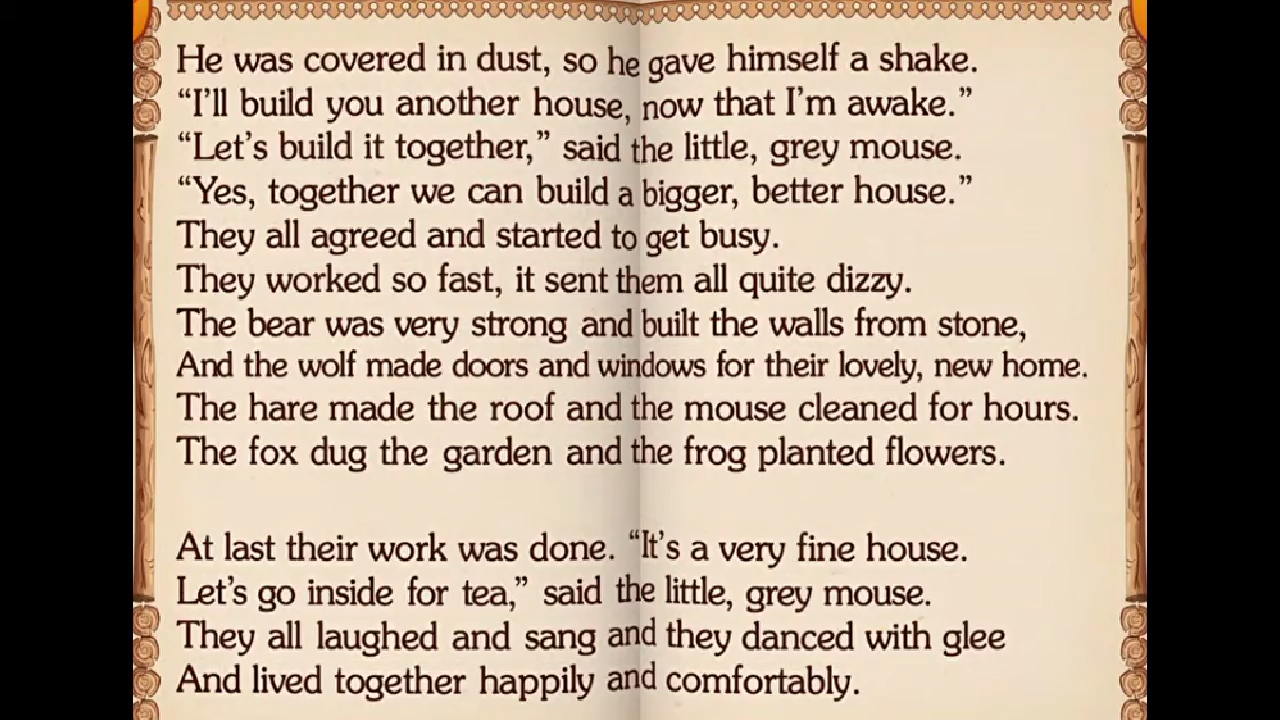 He was covered in dust, so he gave himself a shake.
“I’ll build you another house, now that I’m awake.”
“Let’s build it together,” said the little, grey mouse.
“Yes, together we can build a bigger, better house.”
They all agreed and started to get busy.
They worked so fast, it sent them all quite dizzy.
The bear was very strong and built the walls from stone,
And the wolf made doors and windows for their lovely, new home.
The hare made the roof and the mouse cleaned for hours.
The fox dug the garden and the frog planted flowers.
At last their work was done. “It’s a very fine house.
Let’s go inside for tea,” said the little, grey mouse.
They all laughed and sang and they danced with glee
And lived together happily and comfortably.